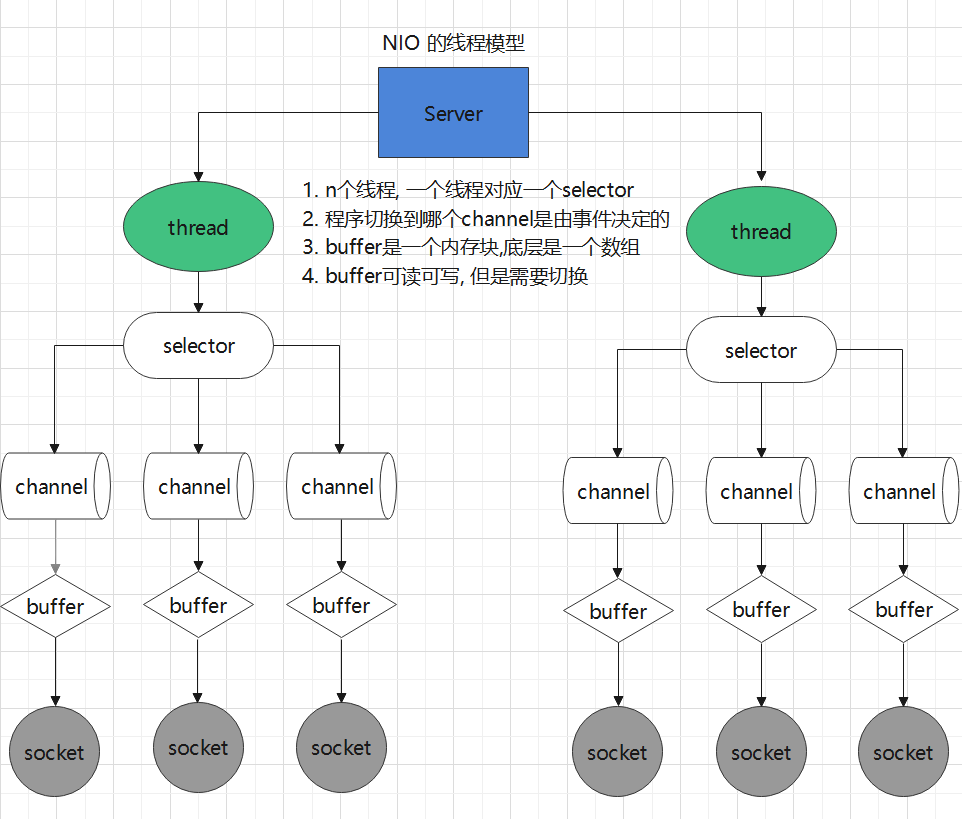 NIO 的线程模型
Server
1. n个线程, 一个线程对应一个selector
2. 程序切换到哪个channel是由事件决定的
3. buffer是一个内存块,底层是一个数组
4. buffer可读可写, 但是需要切换
thread
thread
selector
selector
channel
channel
channel
channel
channel
channel
buffer
buffer
buffer
buffer
buffer
buffer
socket
socket
socket
socket
socket
socket